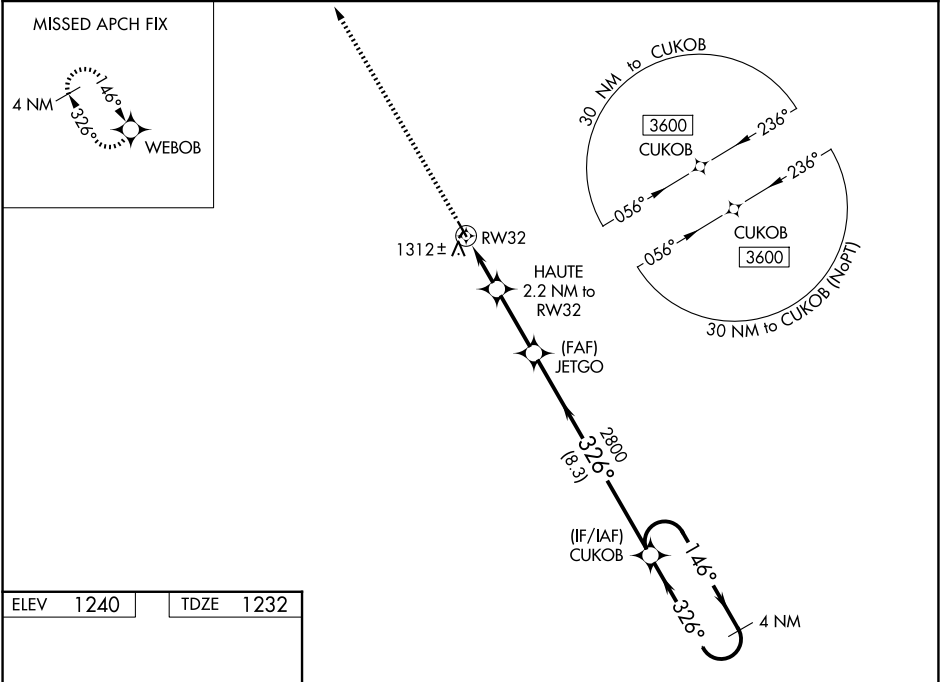 MISSED APCH FIX
4 NM
146°
326°
WEBOB
30 NM to CUKOB
3600
CUKOB
236°
056°
236°
056°
CUKOB
3600
30 NM to CUKOB (NoPT)
1312 ±
RW32
HAUTE
2.2 NM to
RW32
(FAF)
JETGO
2800
326°
(8.3)
(IF/IAF)
CUKOB
146°
326°
4 NM
ELEV 1240
TDZE 1232